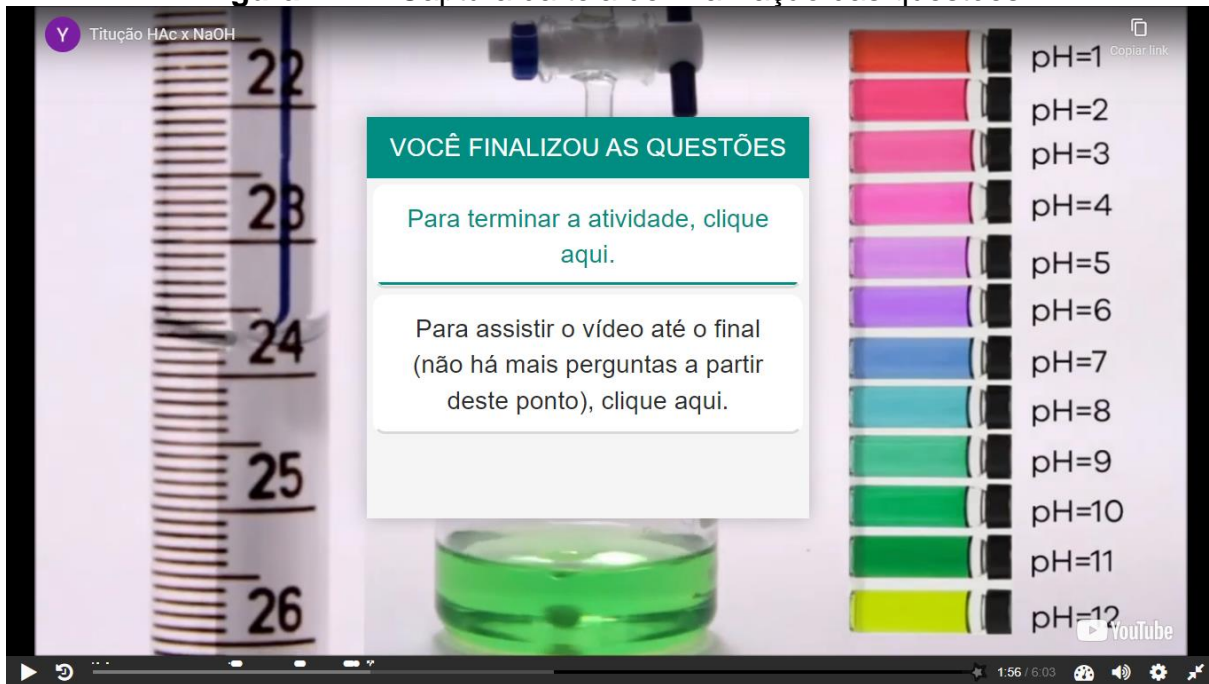 Y
Titução HAc x NaOH
Copiar link
22
23
24
25
26
VOCÊ FINALIZOU AS QUESTÕES
Para terminar a atividade, clique
aqui.
Para assistir o vídeo até o final
(não há mais perguntas a partir
deste ponto), clique aqui.
pH=1
pH=2
pH=3
pH=4
pH=5
pH=6
pH=7
pH=8
pH=9
pH=10
pH=11
pH=12
YouTube
1:56 / 6:03